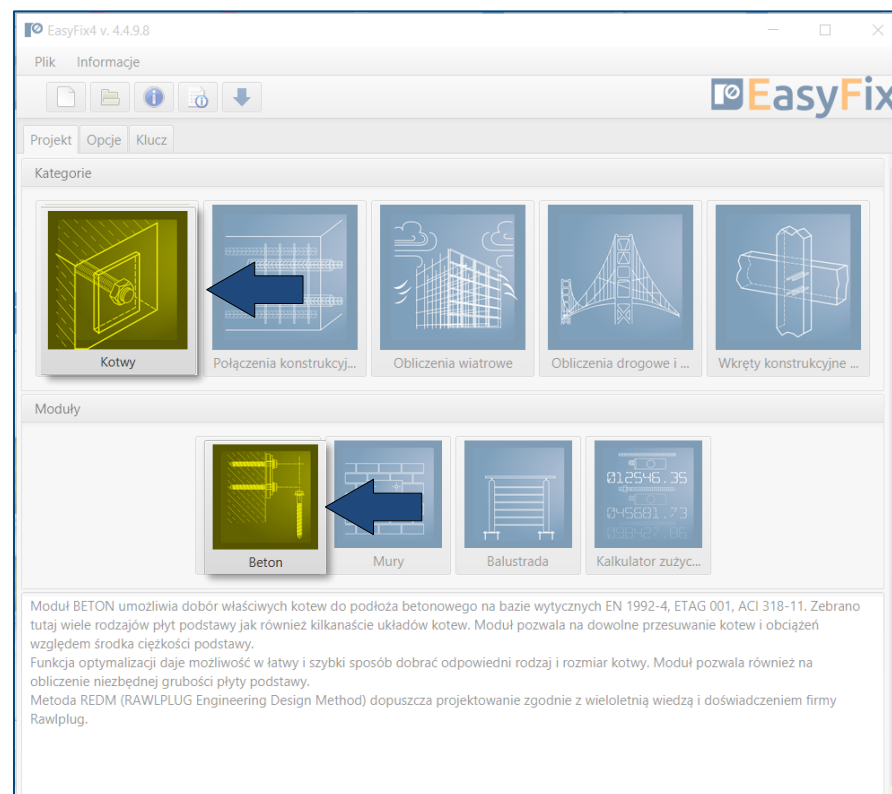 EasyFix4 v. 4.4.9.8
Plik Informacje
EasyFix
Projekt Opcje Klucz
Kategorie
Kotwy Połączenia konstrukcyj... Obliczenia wiatrowe Obliczenia drogowe i ... Wkręty konstrukcyjne ...
Moduły
012546.35
045681.73
098427.86
Beton Mury Balustrada Kalkulator zużyc...
Moduł BETON umożliwia dobór właściwych kotew do podłoża betonowego na bazie wytycznych EN 1992-4, ETAG 001, ACI 318-11. Zebrano
tutaj wiele rodzajów płyt podstawy jak również kilkanaście układów kotew. Moduł pozwala na dowolne przesuwanie kotew i obciążeń
względem środka ciężkości podstawy.
Funkcja optymalizacji daje możliwość w łatwy i szybki sposób dobrać odpowiedni rodzaj i rozmiar kotwy. Moduł pozwala również na
obliczenie niezbędnej grubości płyty podstawy.
Metoda REDM (RAWLPLUG Engineering Design Method) dopuszcza projektowanie zgodnie z wieloletnią wiedzą i doświadczeniem firmy
Rawlplug.